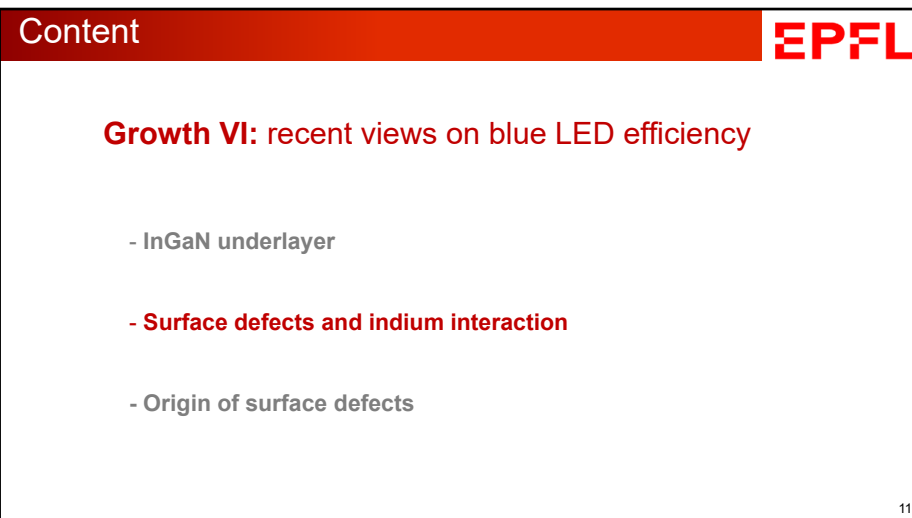 Content
EPFL
Growth VI: recent views on blue LED efficiency
- InGaN underlayer
- Surface defects and indium interaction
- Origin of surface defects
11